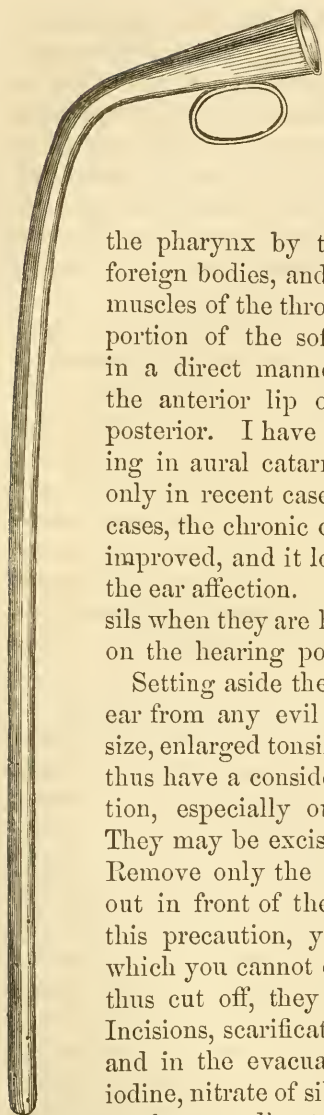 the pharynx by t
foreign bodies, and
muscles of the thro
portion of the sof
in a direct manne
the anterior lip o
posterior. I have
ing in aural catarr
only in recent case
cases, the chronic c
improved, and it lo
the ear affection.
sils when they are l
on the hearing po
Setting aside the
ear from any evil
size, enlarged tonsi
thus have a conside
tion, especially o
They may be excis
Remove only the
out in front of the
this precaution, y
which you cannot
thus cut off, they
Incisions, scarificat
and in the evacua
iodine, nitrate of si